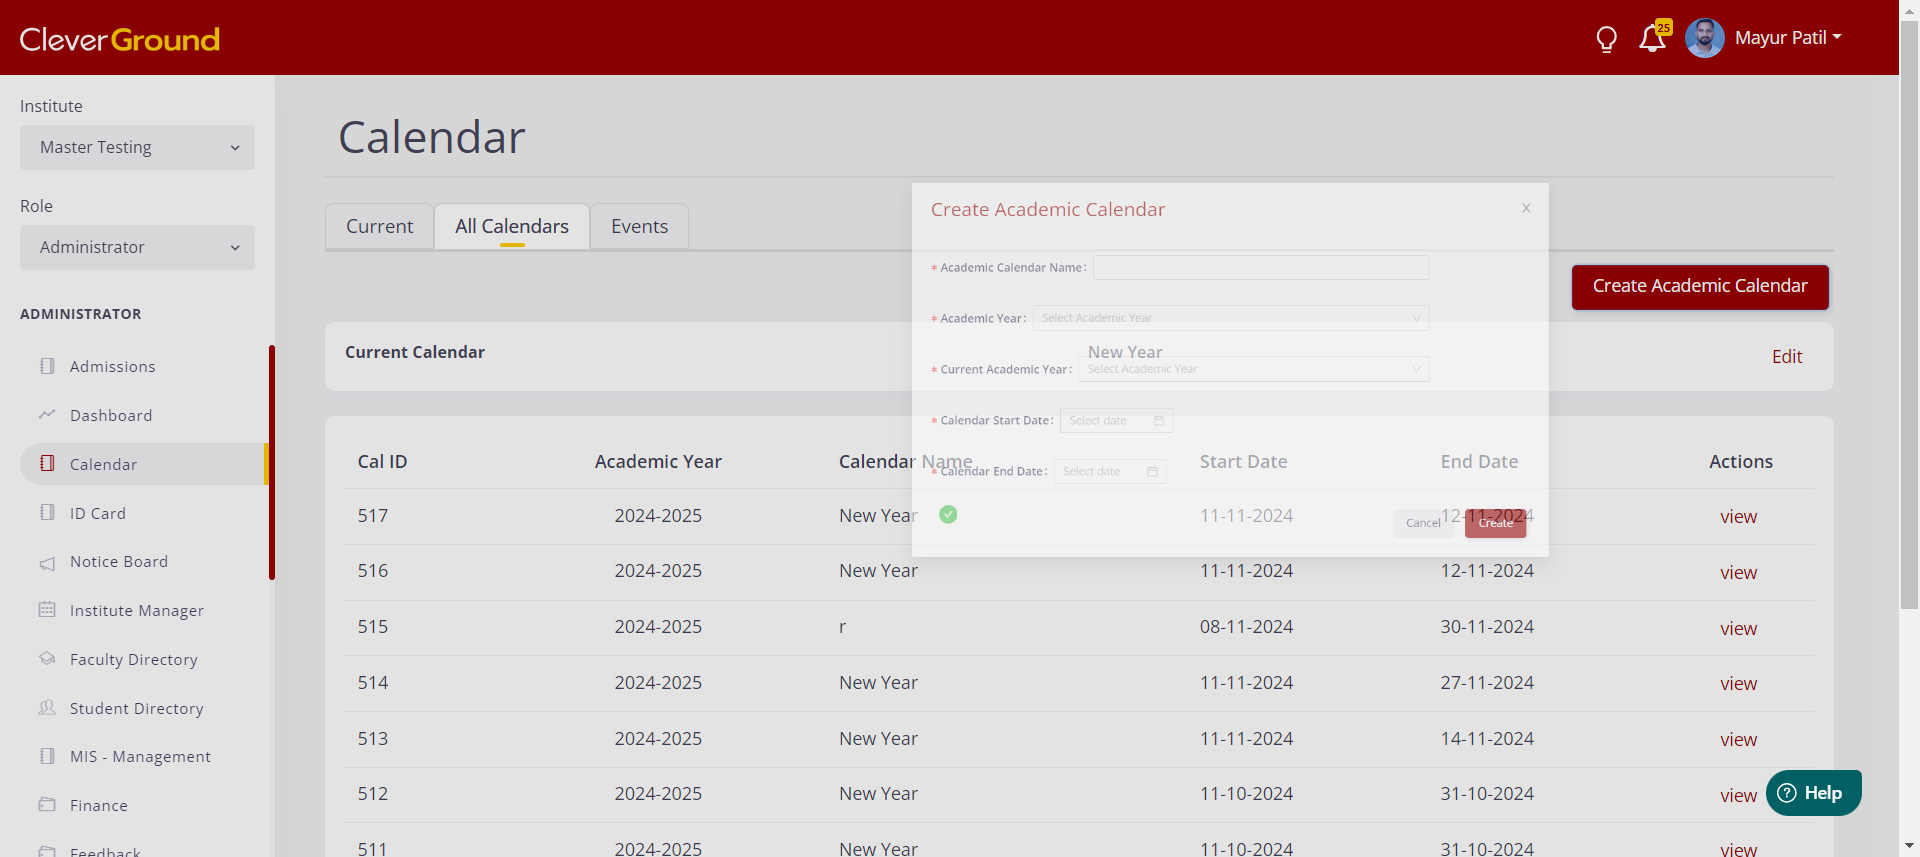 CleverGround
25
Mayur Patil
Institute
Master Testing
Role
Administrator
ADMINISTRATOR
Admissions
Dashboard
Calendar
ID Card
Notice Board
Institute Manager
Faculty Directory
Student Directory
MIS - Management
Finance
Feedback
Calendar
Current
All Calendars
Events
Create Academic Calendar
Current Calendar
New Year
Edit
Create Academic Calendar
* Academic Calendar Name:
* Academic Year: Select Academic Year
* Current Academic Year: Select Academic Year
* Calendar Start Date: Select date
* Calendar End Date: Select date
Cancel Create
Cal ID Academic Year Calendar Name Start Date End Date Actions
517 2024-2025 New Year 11-11-2024 12-11-2024 view
516 2024-2025 New Year 11-11-2024 12-11-2024 view
515 2024-2025 r 08-11-2024 30-11-2024 view
514 2024-2025 New Year 11-11-2024 27-11-2024 view
513 2024-2025 New Year 11-11-2024 14-11-2024 view
512 2024-2025 New Year 11-10-2024 31-10-2024 view
511 2024-2025 New Year 11-10-2024 31-10-2024 view
Help